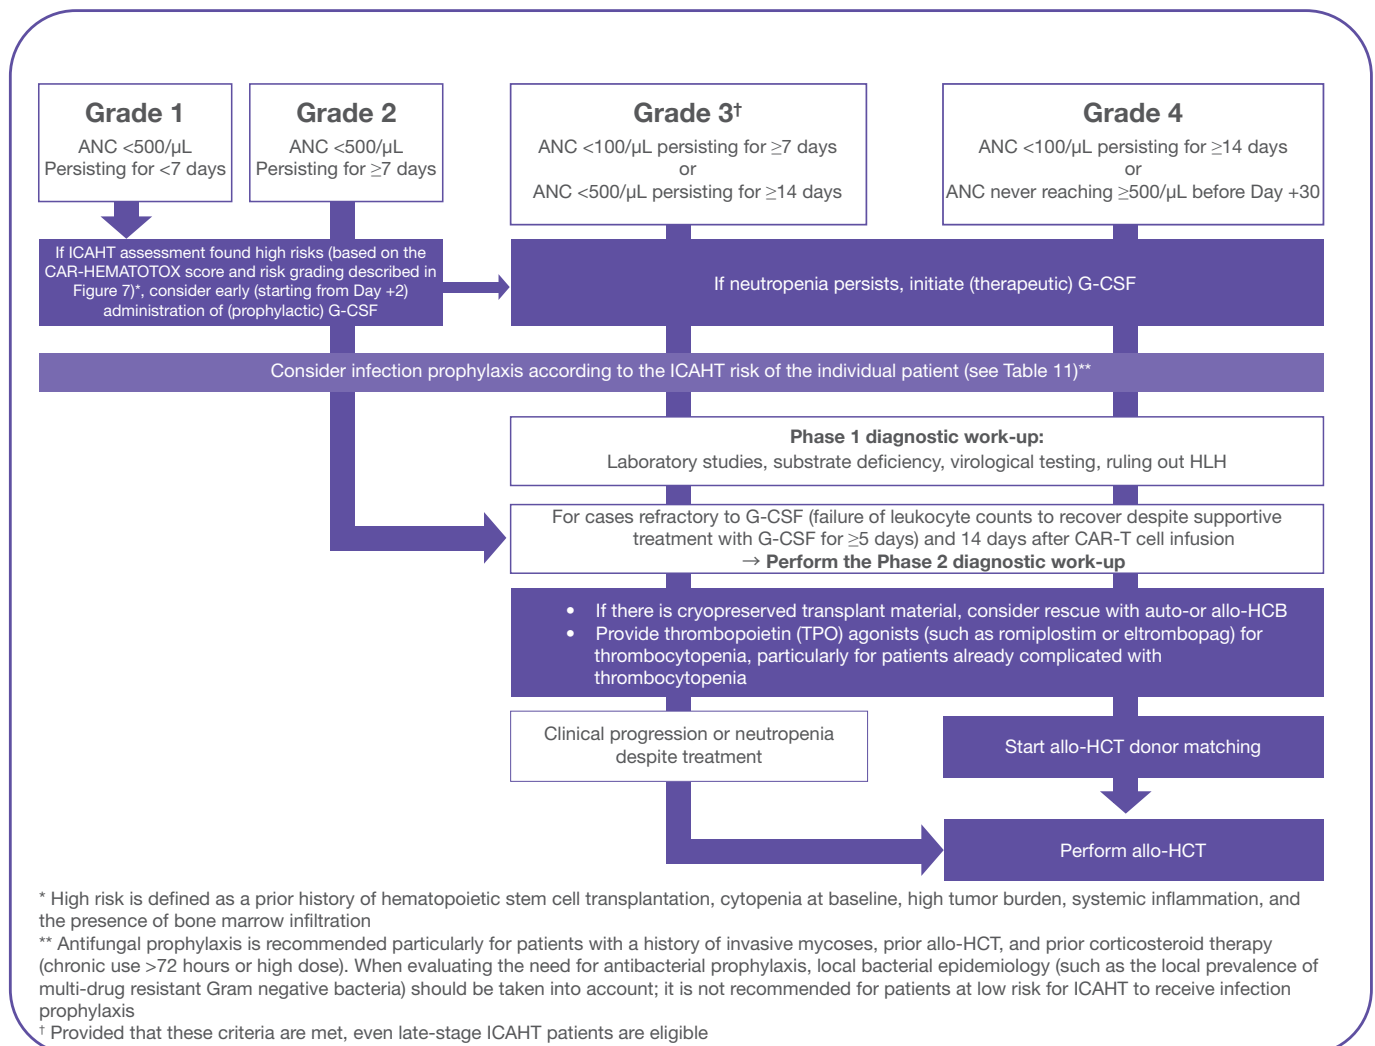 Grade 1
ANC <500/µL
Persisting for <7 days
Grade 2
ANC <500/µL
Persisting for ≥7 days
Grade 3†
ANC <100/µL persisting for ≥7 days
or
ANC <500/µL persisting for ≥14 days
Grade 4
ANC <100/µL persisting for ≥14 days
or
ANC never reaching ≥500/µL before Day +30
If ICAHT assessment found high risks (based on the
CAR-HEMATOTOX score and risk grading described in
Figure 7)*, consider early (starting from Day +2)
administration of (prophylactic) G-CSF
If neutropenia persists, initiate (therapeutic) G-CSF
Consider infection prophylaxis according to the ICAHT risk of the individual patient (see Table 11)**
Phase 1 diagnostic work-up:
Laboratory studies, substrate deficiency, virological testing, ruling out HLH
For cases refractory to G-CSF (failure of leukocyte counts to recover despite supportive
treatment with G-CSF for ≥5 days) and 14 days after CAR-T cell infusion
→ Perform the Phase 2 diagnostic work-up
• If there is cryopreserved transplant material, consider rescue with auto-or allo-HCB
• Provide thrombopoietin (TPO) agonists (such as romiplostim or eltrombopag) for
thrombocytopenia, particularly for patients already complicated with
thrombocytopenia
Clinical progression or neutropenia
despite treatment
Start allo-HCT donor matching
Perform allo-HCT
* High risk is defined as a prior history of hematopoietic stem cell transplantation, cytopenia at baseline, high tumor burden, systemic inflammation, and
the presence of bone marrow infiltration
** Antifungal prophylaxis is recommended particularly for patients with a history of invasive mycoses, prior allo-HCT, and prior corticosteroid therapy
(chronic use >72 hours or high dose). When evaluating the need for antibacterial prophylaxis, local bacterial epidemiology (such as the local prevalence of
multi-drug resistant Gram negative bacteria) should be taken into account; it is not recommended for patients at low risk for ICAHT to receive infection
prophylaxis
† Provided that these criteria are met, even late-stage ICAHT patients are eligible